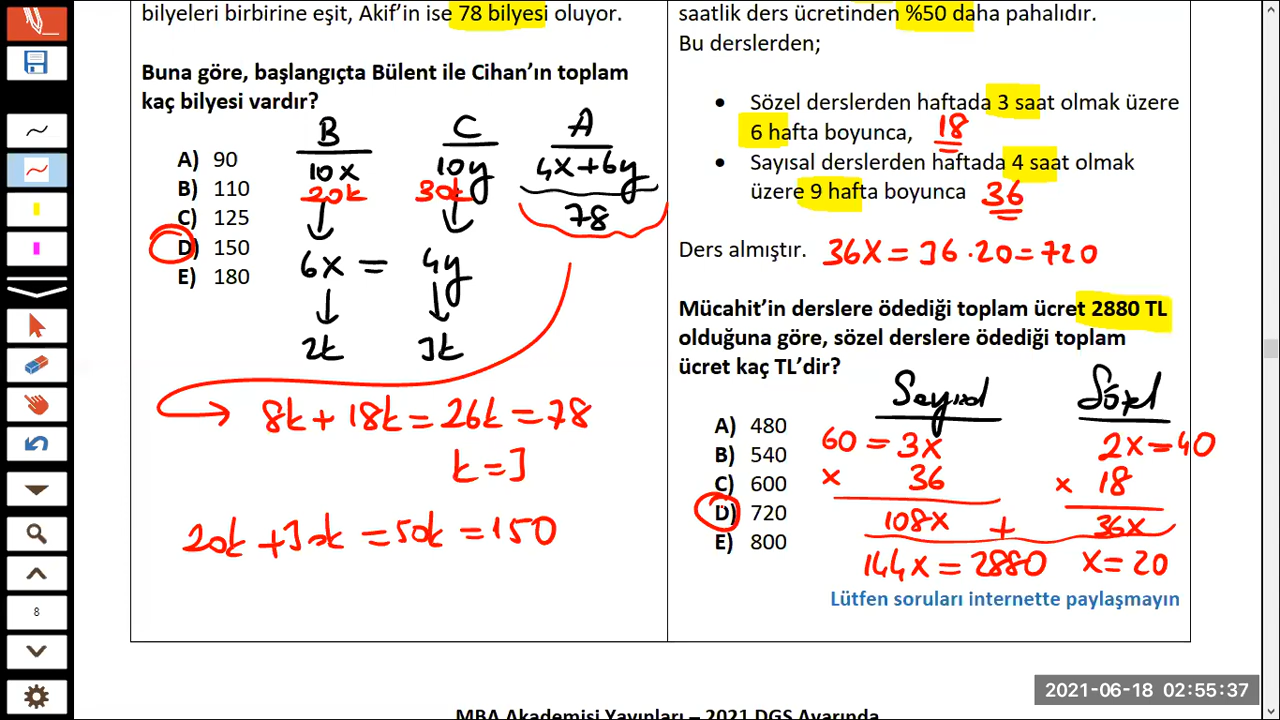 bilyeleri birbirine eşit, Akif’in ise 78 bilyesi oluyor.
Buna göre, başlangıçta Bülent ile Cihan’ın toplam
kaç bilyesi vardır?
A) 90
B) 110
C) 125
D) 150
E) 180
B C A
10x 10y 4x+6y
20k 30k 78
6x = 4y
2k 3k
8k + 18k = 26k = 78
k = 3
20k + 30k = 50k = 150
saatlik ders ücretinden %50 daha pahalıdır.
Bu derslerden;
• Sözel derslerden haftada 3 saat olmak üzere
6 hafta boyunca, 18
• Sayısal derslerden haftada 4 saat olmak
üzere 9 hafta boyunca 36
Ders almıştır. 36x = 36 · 20 = 720
Mücahit’in derslere ödediği toplam ücret 2880 TL
olduğuna göre, sözel derslere ödediği toplam
ücret kaç TL’dir?
A) 480
B) 540
C) 600
D) 720
E) 800
Sayısal Sözel
60 = 3x 2x = 40
x 36 x 18
108x + 36x
144x = 2880 x = 20
Lütfen soruları internette paylaşmayın
8
2021-06-18 02:55:37
MBA Akademisi Yayınları – 2021 DGS Ayarında